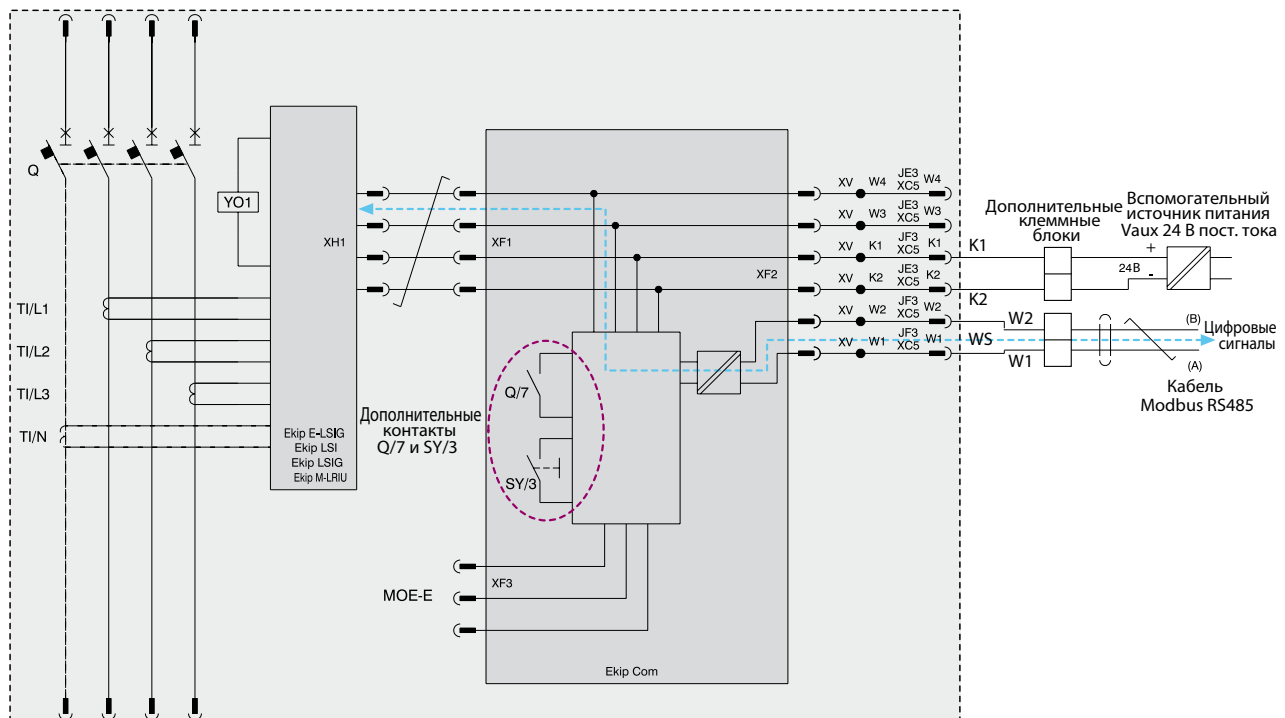 Q
YO1
TI/L1
TI/L2
TI/L3
TI/N
XH1
Ekip E-LSIG
Ekip LSI
Ekip LSIG
Ekip M-LRIU
Дополнительные
контакты
Q/7 и SY/3
XF1
Q/7
SY/3
MOE-E
XF3
Ekip Com
XF2
XV W4 JE3 XC5 W4
XV W3 JE3 XC5 W3
XV K1 JF3 XC5 K1
XV K2 JE3 XC5 K2
XV W2 JF3 XC5 W2
XV W1 JF3 XC5 W1
K1
K2
W2
WS
W1
Дополнительные
клеммные
блоки
Вспомогательный
источник питания
Vaux 24 В пост. тока
+
24В -
(B)
Цифровые
сигналы
(A)
Кабель
Modbus RS485